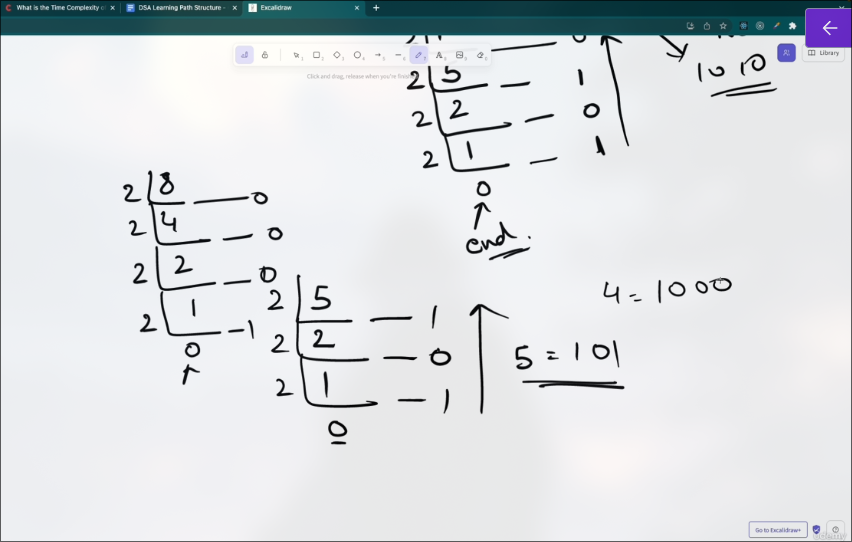 What is the Time Complexity o
DSA Learning Path Structure -
Excalidraw
Library
Click and drag, release when you're finis
2 5 — 1
2 2 — 0
2 1 — 1
0
end.
1010
2 8 — 0
2 4 — 0
2 2 — 0
2 1 — 1
0
2 5 — 1
2 2 — 0
2 1 — 1
0
4 = 1000
5 = 101
Go to Excalidraw+